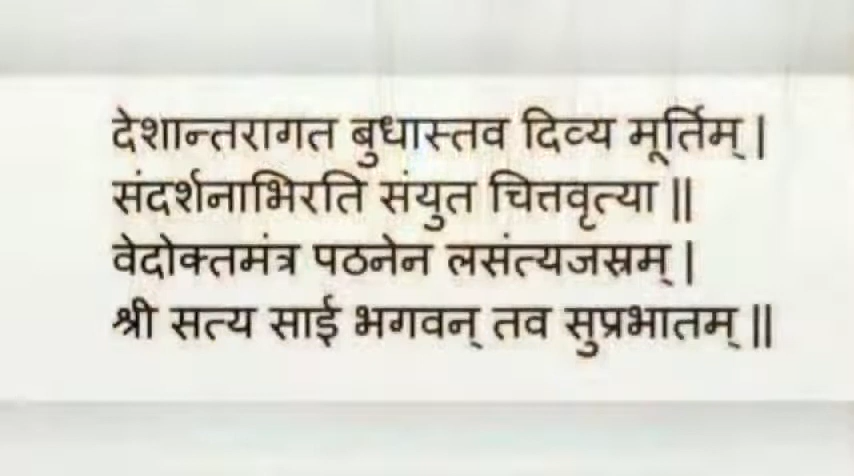 देशान्तरागत बुधास्तव दिव्य मूर्तिम् |
संदर्शनाभिरति संयुत चित्तवृत्या ||
वेदोक्तमंत्र पठनेन लसंत्यजस्रम् |
श्री सत्य साई भगवन् तव सुप्रभातम् ||